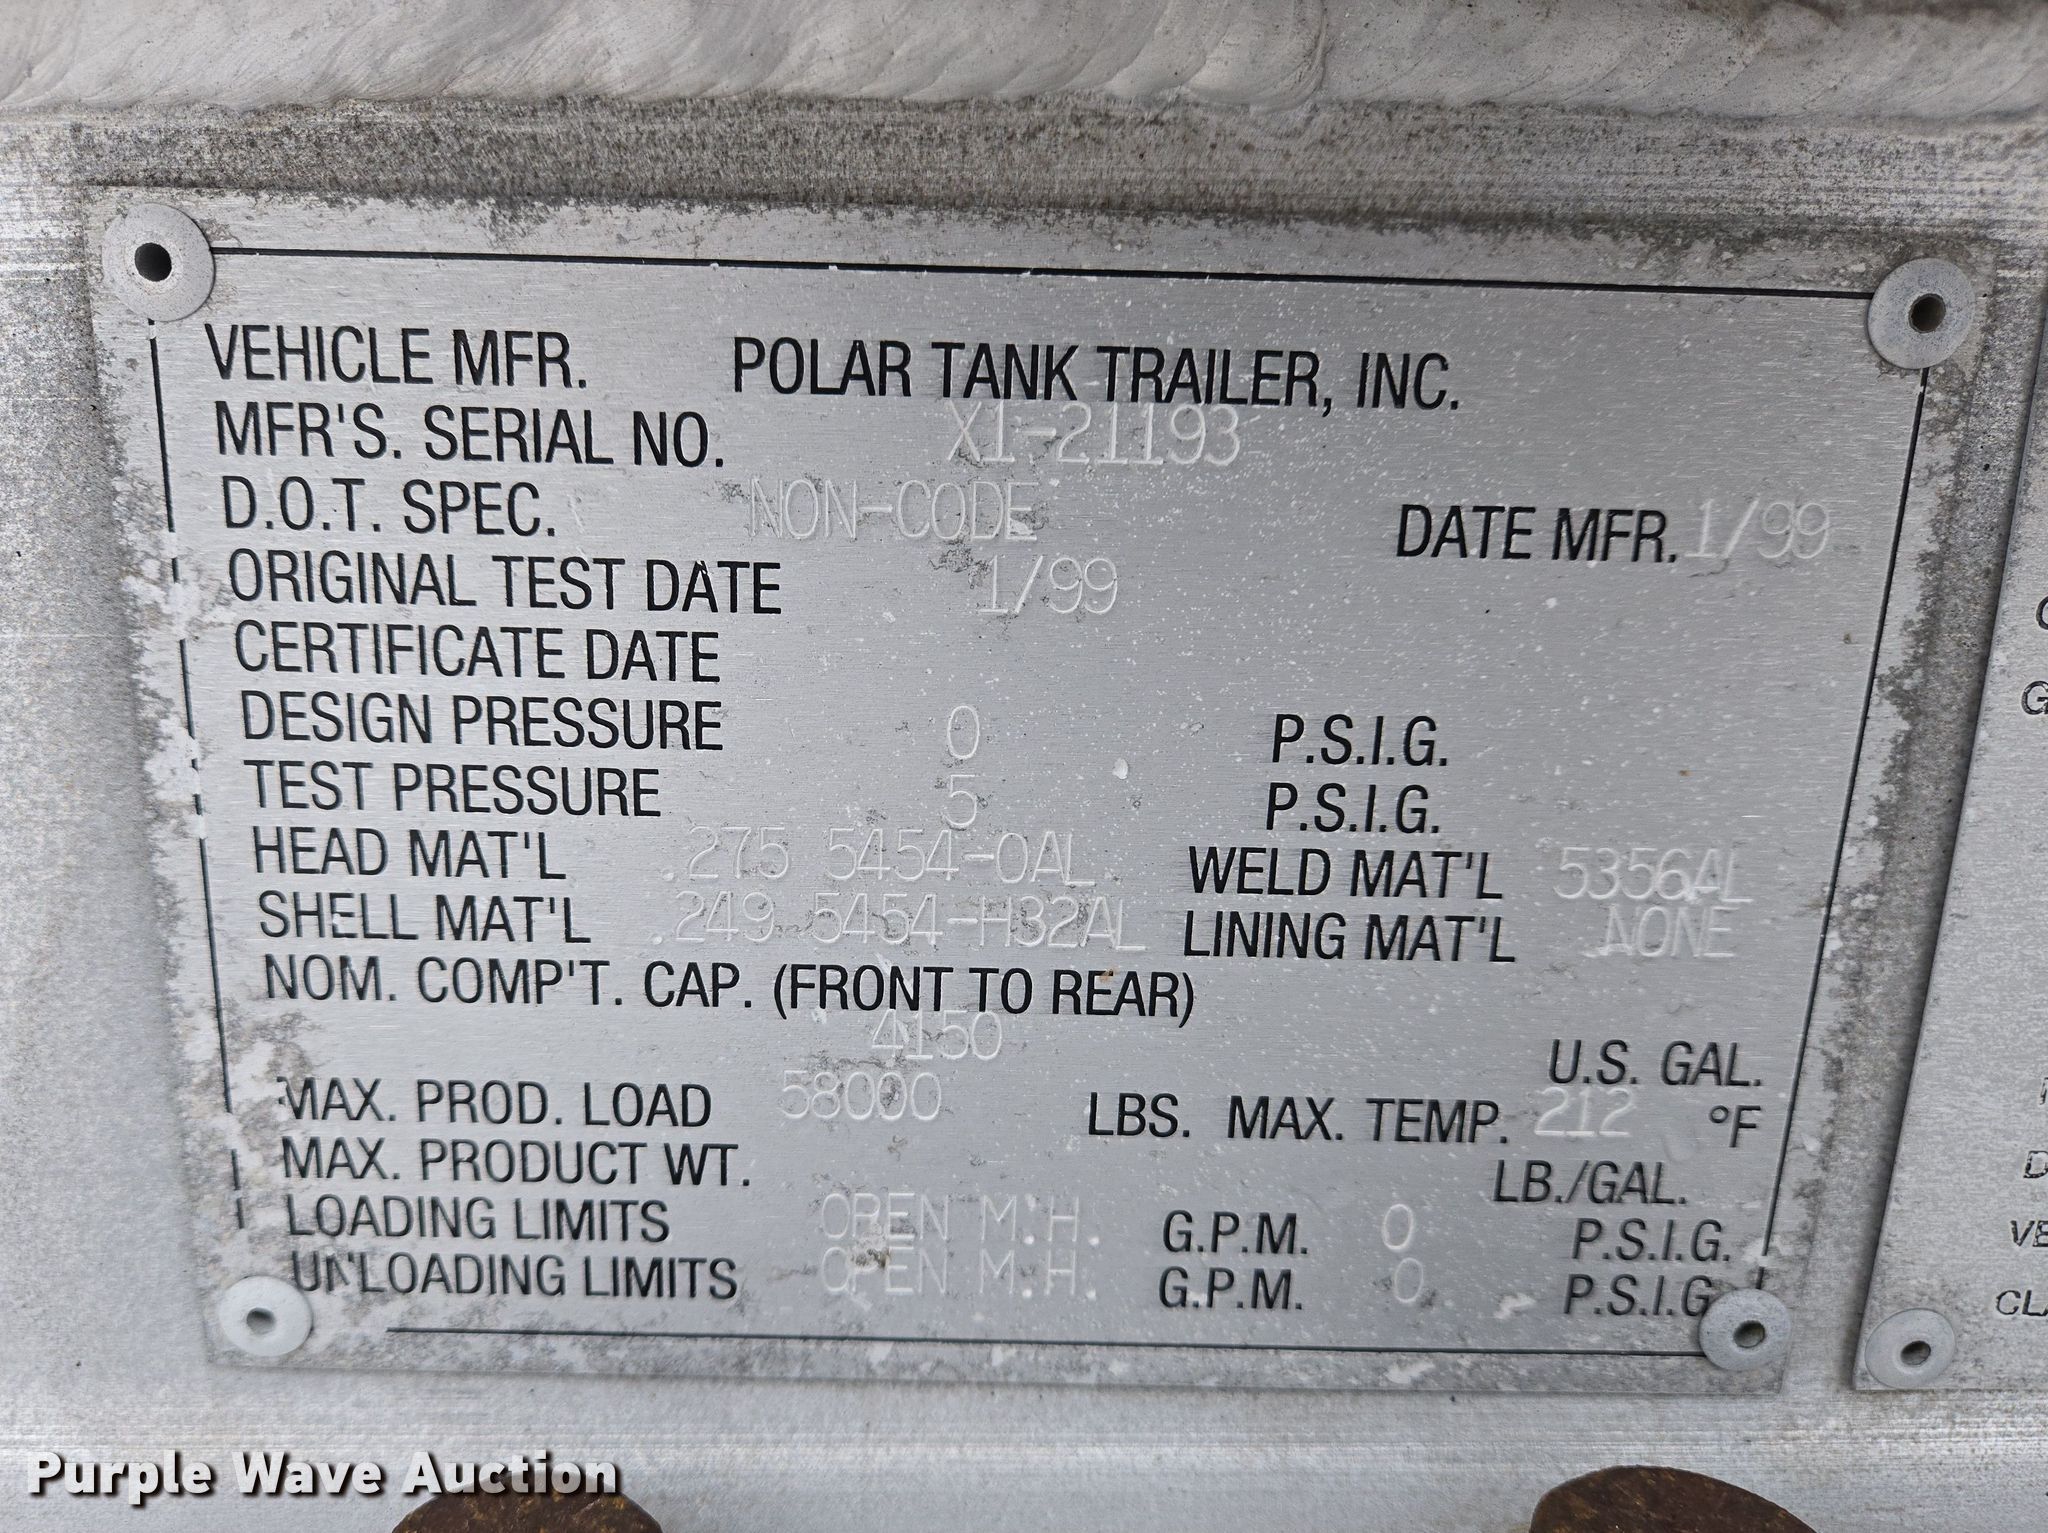 VEHICLE MFR. POLAR TANK TRAILER, INC.
MFR'S. SERIAL NO. X1-21193
D.O.T. SPEC. NON-CODE DATE MFR. 1/99
ORIGINAL TEST DATE 1/99
CERTIFICATE DATE
DESIGN PRESSURE 0 P.S.I.G.
TEST PRESSURE 5 P.S.I.G.
HEAD MAT'L .275 5454-OAL WELD MAT'L 5356AL
SHELL MAT'L .249 5454-H32AL LINING MAT'L NONE
NOM. COMP'T. CAP. (FRONT TO REAR)
4150 U.S. GAL.
MAX. PROD. LOAD 58000 LBS. MAX. TEMP. 212 °F
MAX. PRODUCT WT. LB./GAL.
LOADING LIMITS OPEN M.H. G.P.M. 0 P.S.I.G.
UNLOADING LIMITS OPEN M.H. G.P.M. 0 P.S.I.G.
Purple Wave Auction